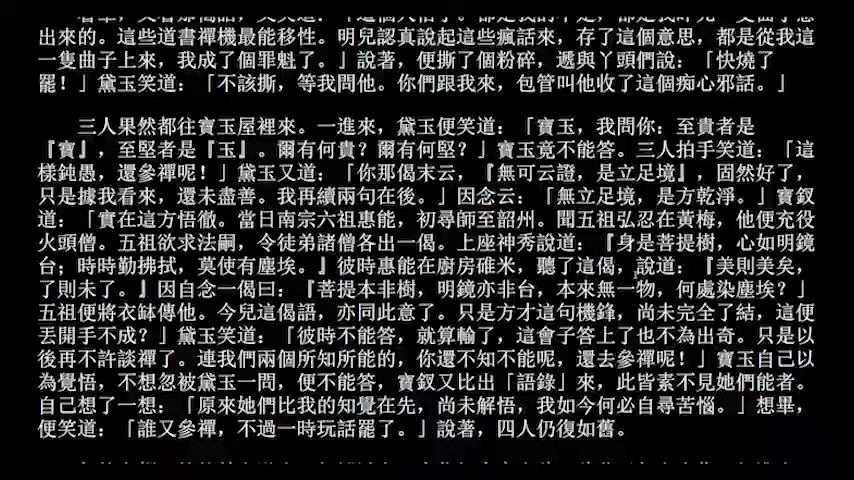 出來的。這些道書禪機最能移性。明兒認真說起這些瘋話來，存了這個意思，都是從我這
一隻曲子上來，我成了個罪魁了。」說著，便撕了個粉碎，遞與丫頭們說：「快燒了
罷！」黛玉笑道：「不該撕，等我問他。你們跟我來，包管叫他收了這個痴心邪話。」
三人果然都往寶玉屋裡來。一進來，黛玉便笑道：「寶玉，我問你：至貴者是
『寶』，至堅者是『玉』。爾有何貴？爾有何堅？」寶玉竟不能答。三人拍手笑道：「這
樣鈍愚，還參禪呢！」黛玉又道：「你那偈末云，『無可云證，是立足境』，固然好了，
只是據我看來，還未盡善。我再續兩句在後。」因念云：「無立足境，是方乾淨。」寶釵
道：「實在這方悟徹。當日南宗六祖惠能，初尋師至韶州。聞五祖弘忍在黃梅，他便充役
火頭僧。五祖欲求法嗣，令徒弟諸僧各出一偈。上座神秀說道：『身是菩提樹，心如明鏡
台；時時勤拂拭，莫使有塵埃。』彼時惠能在廚房碓米，聽了這偈，說道：『美則美矣，
了則未了。』因自念一偈曰：『菩提本非樹，明鏡亦非台，本來無一物，何處染塵埃？』
五祖便將衣缽傳他。今兒這偈語，亦同此意了。只是方才這句機鋒，尚未完全了結，這便
丟開手不成？」黛玉笑道：「彼時不能答，就算輸了，這會子答上了也不為出奇。只是以
後再不許談禪了。連我們兩個所知所能的，你還不知不能呢，還去參禪呢！」寶玉自己以
為覺悟，不想忽被黛玉一問，便不能答，寶釵又比出「語錄」來，此皆素不見她們能者。
自己想了一想：「原來她們比我的知覺在先，尚未解悟，我如今何必自尋苦惱。」想畢，
便笑道：「誰又參禪，不過一時玩話罷了。」說著，四人仍復如舊。